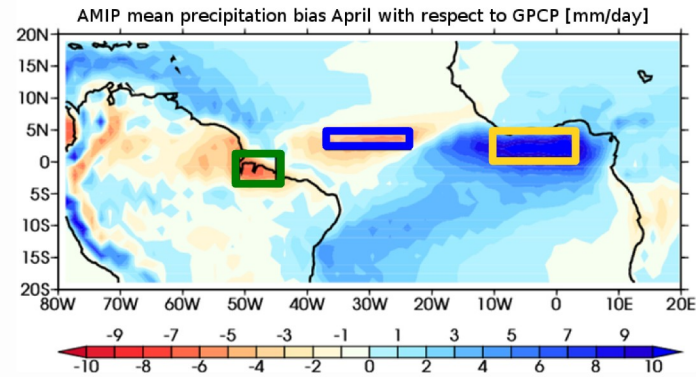 AMIP mean precipitation bias April with respect to GPCP [mm/day]
20N
15N
10N
5N
0
5S
10S
15S
20S
80W 70W 60W 50W 40W 30W 20W 10W 0 10E 20E
-9 -7 -5 -3 -1 1 3 5 7 9
-10 -8 -6 -4 -2 0 2 4 6 8 10